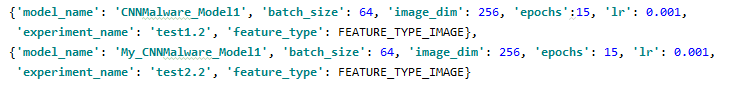 {'model_name': 'CNNMalware_Model1', 'batch_size': 64, 'image_dim': 256, 'epochs':15, 'lr': 0.001,
'experiment_name': 'test1.2', 'feature_type': FEATURE_TYPE_IMAGE},
{'model_name': 'My_CNNMalware_Model1', 'batch_size': 64, 'image_dim': 256, 'epochs': 15, 'lr': 0.001,
'experiment_name': 'test2.2', 'feature_type': FEATURE_TYPE_IMAGE}